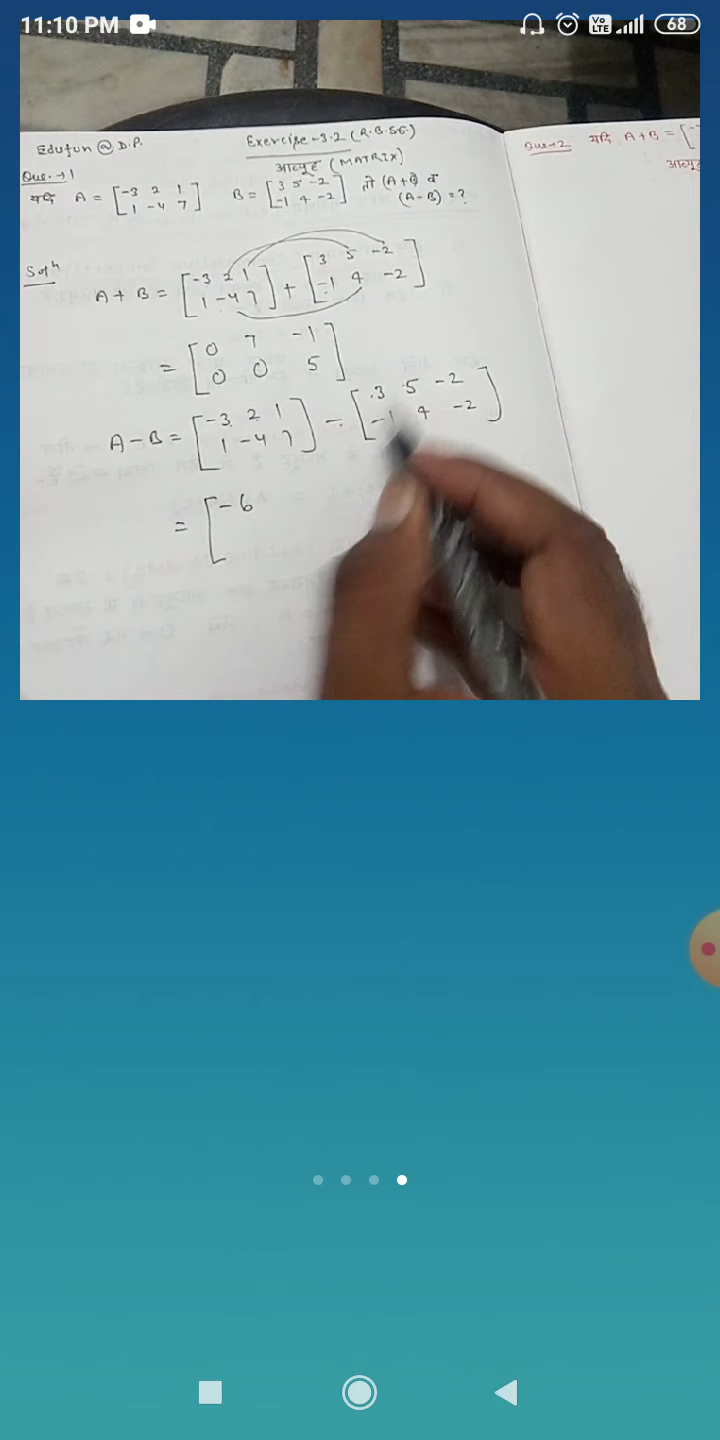 11:10 PM Vo LTE 68
Edufun @ D.P. Exercise-3.2 (R.B.S.E)
आव्यूह (MATRIX)
Que.→1
यदि A = [-3 2 1 B = [3 5 -2 तो (A+B) व
1 -4 7] -1 4 -2] (A-B) = ?
Solⁿ
A + B = [-3 2 1 + [3 5 -2
1 -4 7] -1 4 -2]
= [0 7 -1
0 0 5]
A - B = [-3 2 1 - [3 5 -2
1 -4 7] -1 4 -2]
= [-6
Que→2 यदि A+B = [-